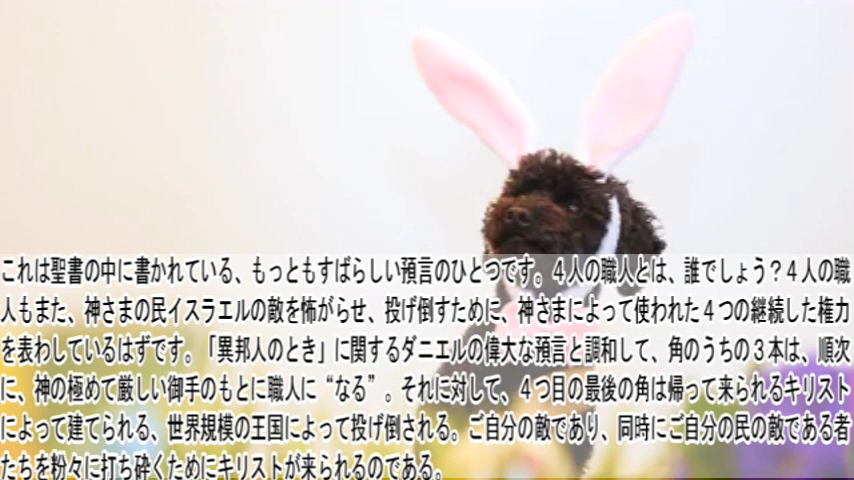 これは聖書の中に書かれている、もっともすばらしい預言のひとつです。４人の職人とは、誰でしょう？４人の職
人もまた、神さまの民イスラエルの敵を怖がらせ、投げ倒すために、神さまによって使われた４つの継続した権力
を表わしているはずです。「異邦人のとき」に関するダニエルの偉大な預言と調和して、角のうちの３本は、順次
に、神の極めて厳しい御手のもとに職人に“なる”。それに対して、４つ目の最後の角は帰って来られるキリスト
によって建てられる、世界規模の王国によって投げ倒される。ご自分の敵であり、同時にご自分の民の敵である者
たちを粉々に打ち砕くためにキリストが来られるのである。